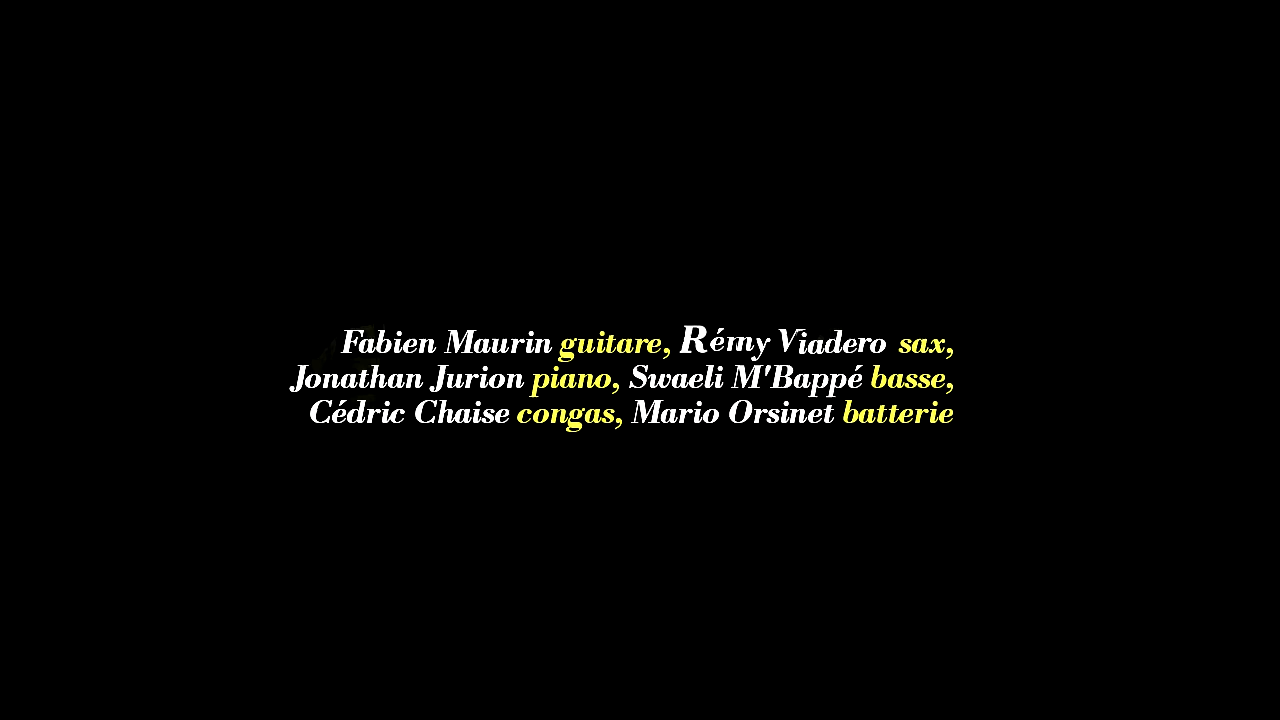 Fabien Maurin guitare, Rémy Viadero sax,
Jonathan Jurion piano, Swaeli M'Bappé basse,
Cédric Chaise congas, Mario Orsinet batterie